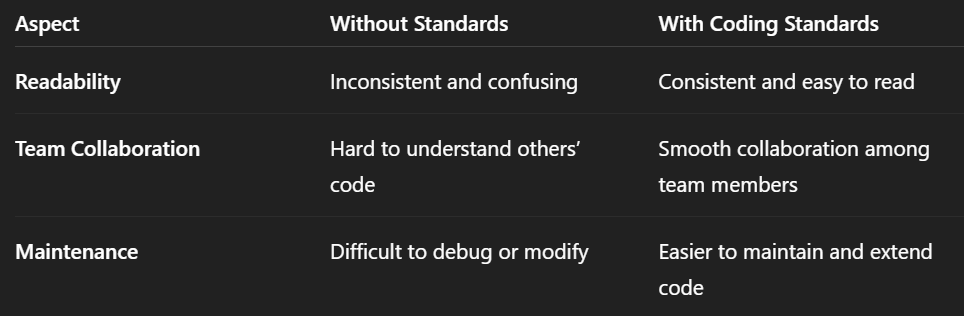 Aspect Without Standards With Coding Standards
Readability Inconsistent and confusing Consistent and easy to read
Team Collaboration Hard to understand others’ Smooth collaboration among
code team members
Maintenance Difficult to debug or modify Easier to maintain and extend
code